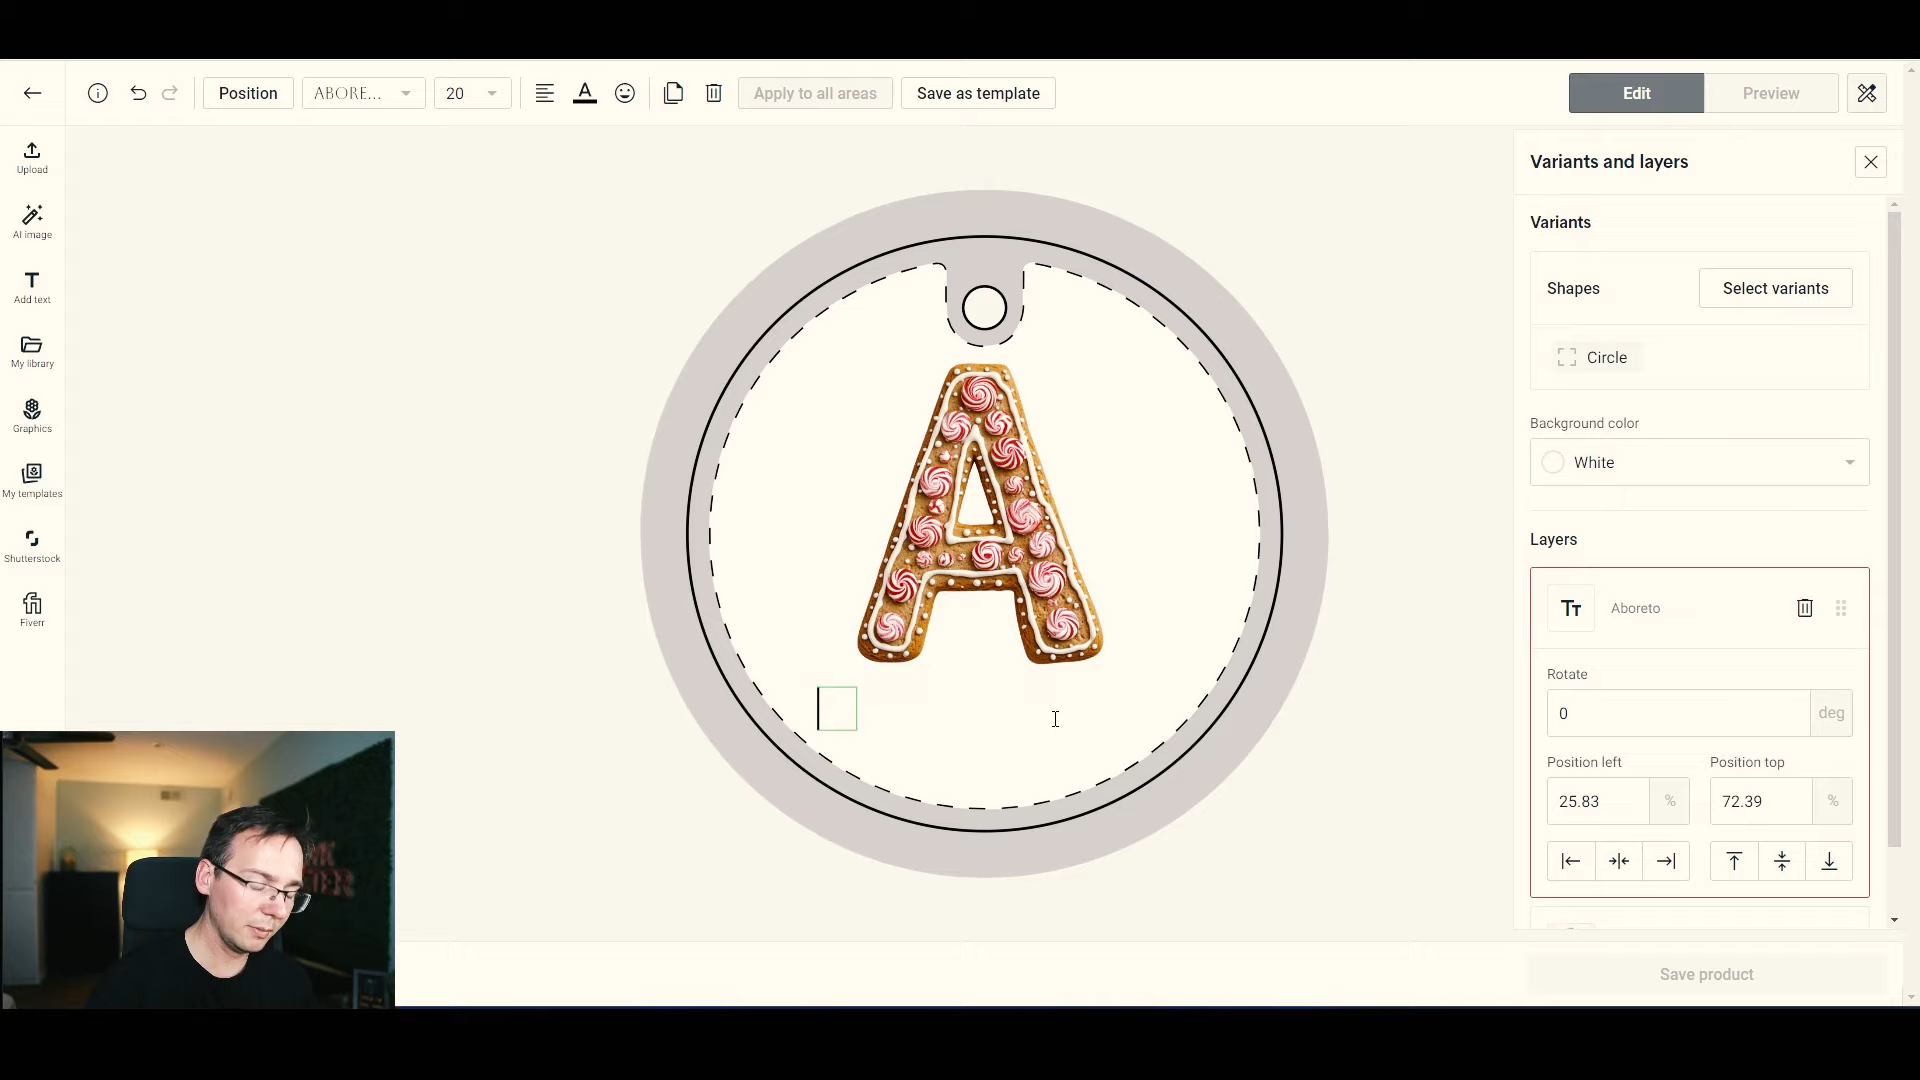 Position
ABORE...
20
Apply to all areas
Save as template
Edit
Preview
Upload
AI image
Add text
My library
Graphics
My templates
Shutterstock
Fiverr
A
Variants and layers
Variants
Shapes
Select variants
Circle
Background color
White
Layers
Tт Aboreto
Rotate
0 deg
Position left Position top
25.83 % 72.39 %
Save product